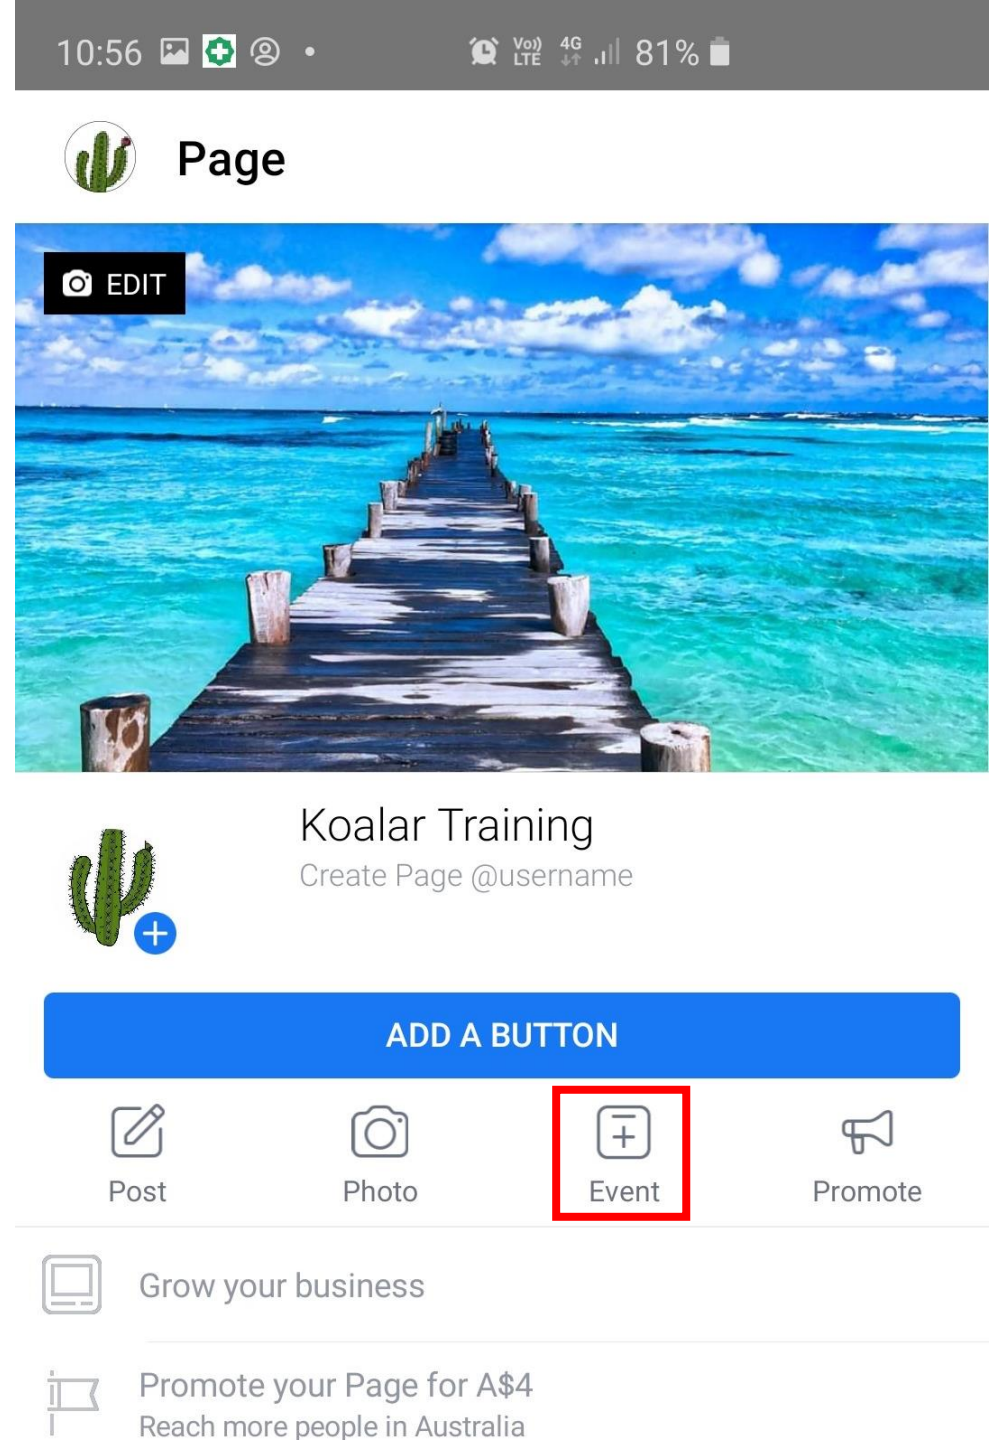 10:56 81%
Vo)) LTE 4G
Page
EDIT
Koalar Training
Create Page @username
ADD A BUTTON
Post Photo Event Promote
Grow your business
Promote your Page for A$4
Reach more people in Australia